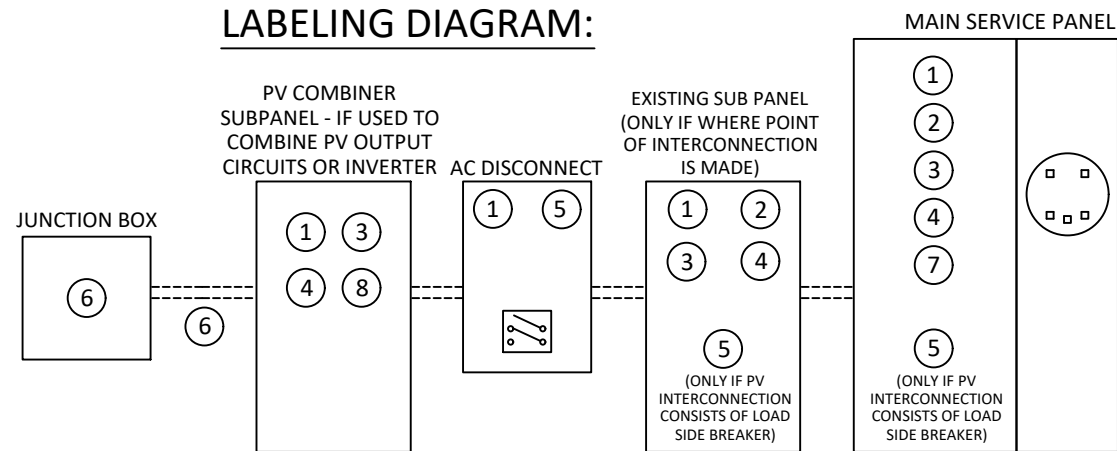 LABELING DIAGRAM:
MAIN SERVICE PANEL
PV COMBINER
SUBPANEL - IF USED TO
COMBINE PV OUTPUT
CIRCUITS OR INVERTER
AC DISCONNECT
EXISTING SUB PANEL
(ONLY IF WHERE POINT
OF INTERCONNECTION
IS MADE)
JUNCTION BOX
6
6
1 3
4 8
1 5
1 2
3 4
5
(ONLY IF PV
INTERCONNECTION
CONSISTS OF LOAD
SIDE BREAKER)
1
2
3
4
7
5
(ONLY IF PV
INTERCONNECTION
CONSISTS OF LOAD
SIDE BREAKER)